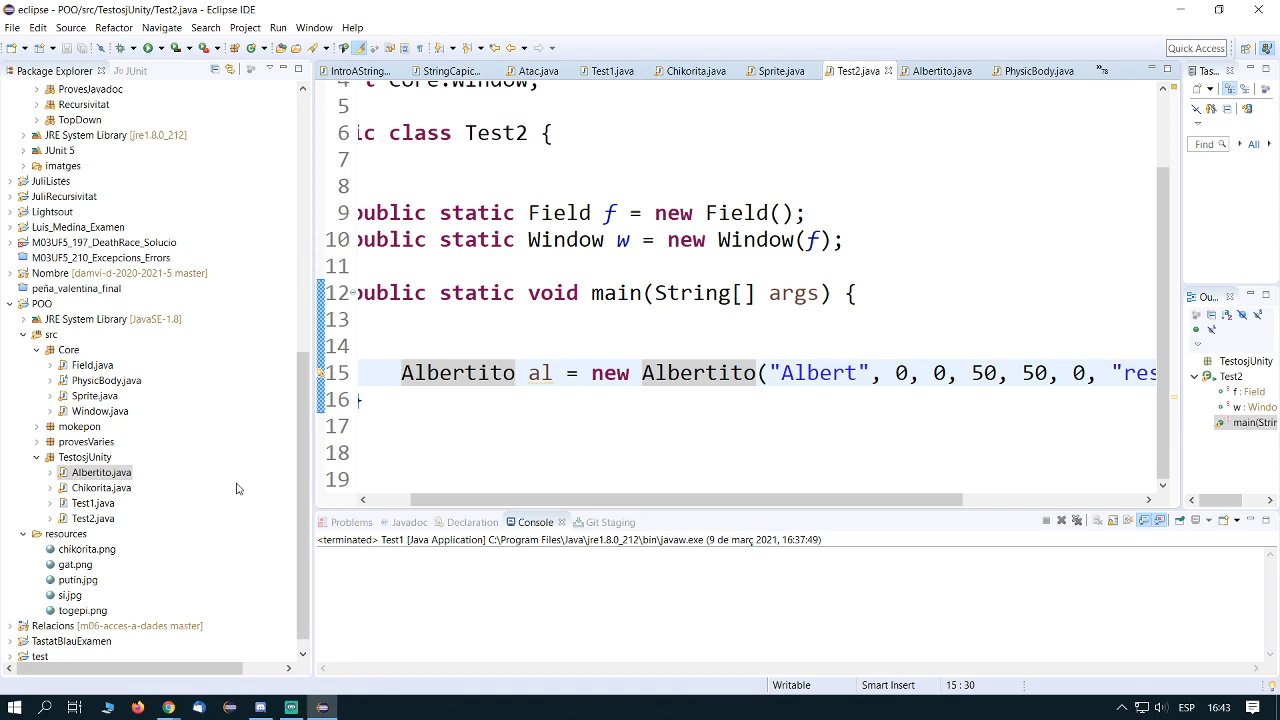 eclipse - POO/src/TestosjUnity/Test2.java - Eclipse IDE
File Edit Source Refactor Navigate Search Project Run Window Help
Quick Access
Package Explorer JUnit
IntroAString... StringCapic... Atac.java Test1.java Chikorita.java Sprite.java Test2.java Albertito.java PhysicBody.java
Tas...
ProvesJavadoc
Recursivitat
TopDown
JRE System Library [jre1.8.0_212]
JUnit 5
imatges
JuliListes
JuliRecursivitat
Lightsout
Luis_Medina_Examen
M03UF5_197_DeathRace_Solucio
M03UF5_210_Excepcions_Errors
Nombre [damvi-d-2020-2021-5 master]
peña_valentina_final
POO
JRE System Library [JavaSE-1.8]
src
Core
Field.java
PhysicBody.java
Sprite.java
Window.java
mokepon
provesVaries
TestosjUnity
Albertito.java
Chikorita.java
Test1.java
Test2.java
resources
chikorita.png
gat.png
putin.jpg
si.jpg
togepi.png
Relacions [m06-acces-a-dades master]
TastatBlauExamen
test
4 t Core.Window;
5
6 ic class Test2 {
7
8
9 public static Field f = new Field();
10 public static Window w = new Window(f);
11
12 public static void main(String[] args) {
13
14
15 Albertito al = new Albertito("Albert", 0, 0, 50, 50, 0, "res
16 }
17
18
19
Find All
Ou...
TestosjUnity
Test2
f : Field
w : Windo
main(Strin
Problems Javadoc Declaration Console Git Staging
<terminated> Test1 [Java Application] C:\Program Files\Java\jre1.8.0_212\bin\javaw.exe (9 de març 2021, 16:37:49)
Writable Smart Insert 15 : 30
ESP 16:43